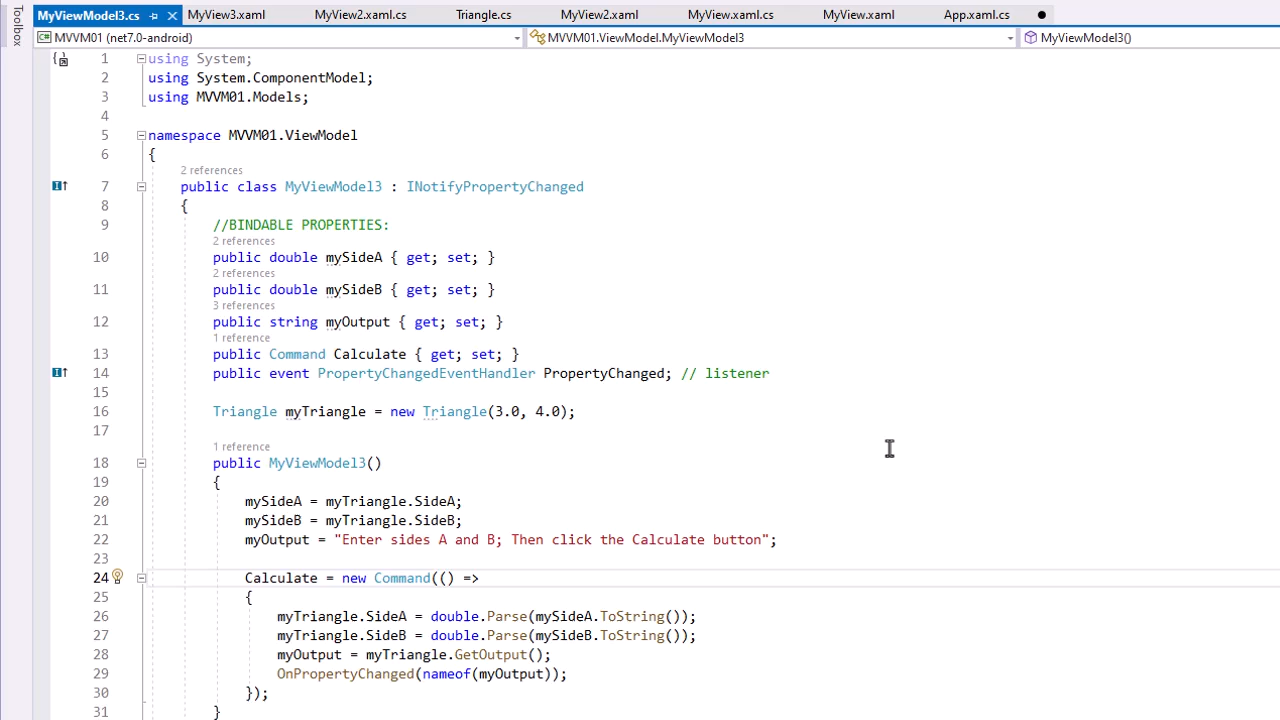 Toolbox
MyViewModel3.cs MyView3.xaml MyView2.xaml.cs Triangle.cs MyView2.xaml MyView.xaml.cs MyView.xaml App.xaml.cs
MVVM01 (net7.0-android) MVVM01.ViewModel.MyViewModel3 MyViewModel3()
1 using System;
2 using System.ComponentModel;
3 using MVVM01.Models;
4
5 namespace MVVM01.ViewModel
6 {
2 references
7 public class MyViewModel3 : INotifyPropertyChanged
8 {
9 //BINDABLE PROPERTIES:
2 references
10 public double mySideA { get; set; }
2 references
11 public double mySideB { get; set; }
3 references
12 public string myOutput { get; set; }
1 reference
13 public Command Calculate { get; set; }
14 public event PropertyChangedEventHandler PropertyChanged; // listener
15
16 Triangle myTriangle = new Triangle(3.0, 4.0);
17
1 reference
18 public MyViewModel3()
19 {
20 mySideA = myTriangle.SideA;
21 mySideB = myTriangle.SideB;
22 myOutput = "Enter sides A and B; Then click the Calculate button";
23
24 Calculate = new Command(() =>
25 {
26 myTriangle.SideA = double.Parse(mySideA.ToString());
27 myTriangle.SideB = double.Parse(mySideB.ToString());
28 myOutput = myTriangle.GetOutput();
29 OnPropertyChanged(nameof(myOutput));
30 });
31 }